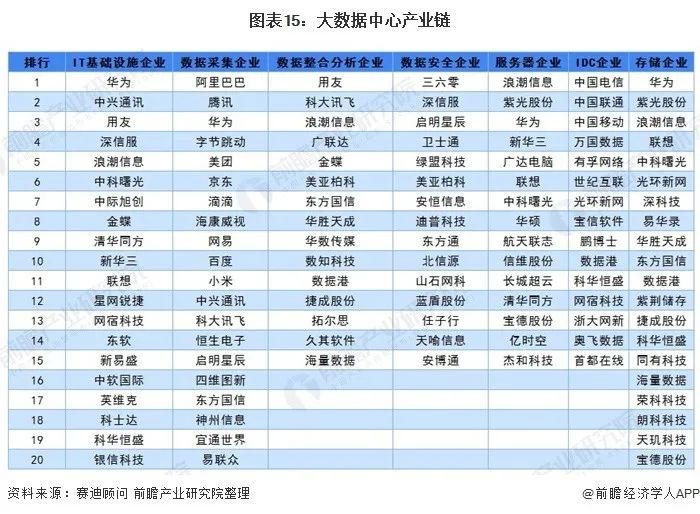 图表15：大数据中心产业链
排行 IT基础设施企业 数据采集企业 数据整合分析企业 数据安全企业 服务器企业 IDC企业 存储企业
1 华为 阿里巴巴 用友 三六零 浪潮信息 中国电信 华为
2 中兴通讯 腾讯 科大讯飞 深信服 紫光股份 中国联通 紫光股份
3 用友 华为 浪潮信息 启明星辰 华为 中国移动 浪潮信息
4 深信服 字节跳动 广联达 卫士通 新华三 万国数据 联想
5 浪潮信息 美团 金蝶 绿盟科技 广达电脑 有孚网络 中科曙光
6 中科曙光 京东 美亚柏科 美亚柏科 联想 世纪互联 光环新网
7 中际旭创 滴滴 东方国信 安恒信息 中科曙光 光环新网 深科技
8 金蝶 海康威视 华胜天成 迪普科技 华硕 宝信软件 易华录
9 清华同方 网易 华数传媒 东方通 航天联志 鹏博士 华胜天成
10 新华三 百度 数知科技 北信源 信维股份 数据港 东方国信
11 联想 小米 数据港 山石网科 长城超云 科华恒盛 数据港
12 星网锐捷 中兴通讯 捷成股份 蓝盾股份 清华同方 网宿科技 紫荆储存
13 网宿科技 科大讯飞 拓尔思 任子行 宝德股份 浙大网新 捷成股份
14 东软 恒生电子 久其软件 天喻信息 亿时空 奥飞数据 科华恒盛
15 新易盛 启明星辰 海量数据 安博通 杰和科技 首都在线 同有科技
16 中软国际 四维图新 海量数据
17 英维克 东方国信 荣科科技
18 科士达 神州信息 朗科科技
19 科华恒盛 宜通世界 天玑科技
20 银信科技 易联众 宝德股份
资料来源：赛迪顾问 前瞻产业研究院整理 @前瞻经济学人APP